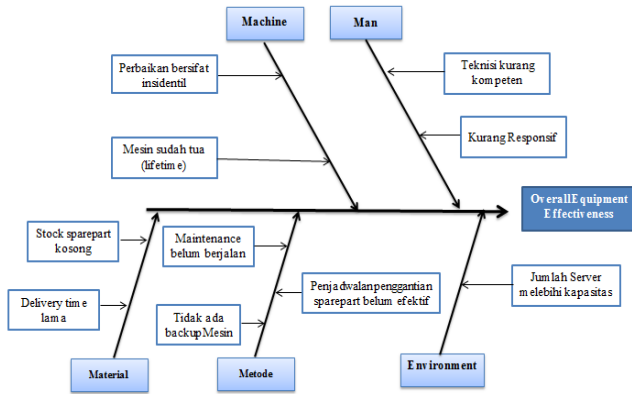 Machine
Man
Perbaikan bersifat
insidentil
Teknisi kurang
kompeten
Kurang Responsif
Mesin sudah tua
(lifetime)
OverallEquipment
Effectiveness
Stock sparepart
kosong
Maintenance
belum berjalan
Penjadwalanpenggantian
sparepart belum efektif
Jumlah Server
melebihi kapasitas
Delivery time
lama
Tidak ada
backupMesin
Material
Metode
Environment